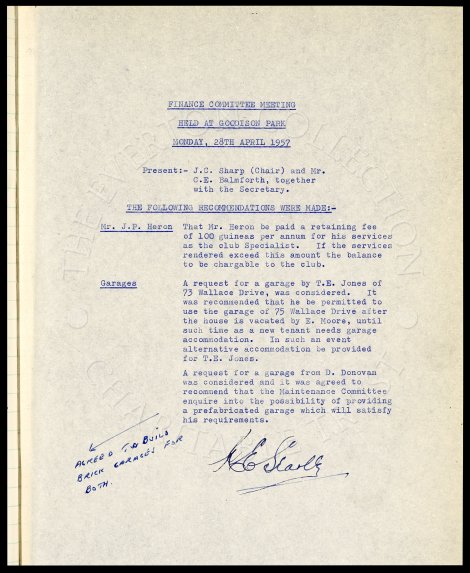 FINANCE COMMITTEE MEETING
HELD AT GOODISON PARK
MONDAY, 28TH APRIL 1957
Present:- J.C. Sharp (Chair) and Mr.
C.E. Balmforth, together
with the Secretary.
THE FOLLOWING RECOMMENDATIONS WERE MADE:-
Mr. J.P. Heron That Mr. Heron be paid a retaining fee
of 100 guineas per annum for his services
as the club Specialist. If the services
rendered exceed this amount the balance
to be chargable to the club.
Garages A request for a garage by T.E. Jones of
73 Wallace Drive, was considered. It
was recommended that he be permitted to
use the garage of 75 Wallace Drive after
the house is vacated by E. Moore, until
such time as a new tenant needs garage
accommodation. In such an event
alternative accommodation be provided
for T.E. Jones.
A request for a garage from D. Donovan
was considered and it was agreed to
recommend that the Maintenance Committee
enquire into the possibility of providing
a prefabricated garage which will satisfy
his requirements.
AGREED TO BUILD
BRICK GARAGES FOR
BOTH.